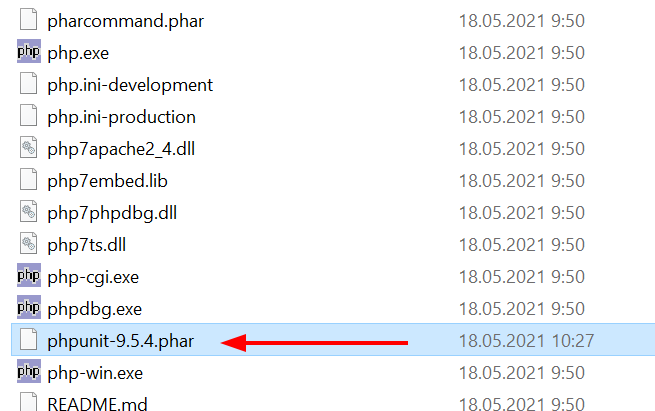 pharcommand.phar 18.05.2021 9:50
php php.exe 18.05.2021 9:50
php.ini-development 18.05.2021 9:50
php.ini-production 18.05.2021 9:50
php7apache2_4.dll 18.05.2021 9:50
php7embed.lib 18.05.2021 9:50
php7phpdbg.dll 18.05.2021 9:50
php7ts.dll 18.05.2021 9:50
php php-cgi.exe 18.05.2021 9:50
php phpdbg.exe 18.05.2021 9:50
phpunit-9.5.4.phar 18.05.2021 10:27
php php-win.exe 18.05.2021 9:50
README.md 18.05.2021 9:50